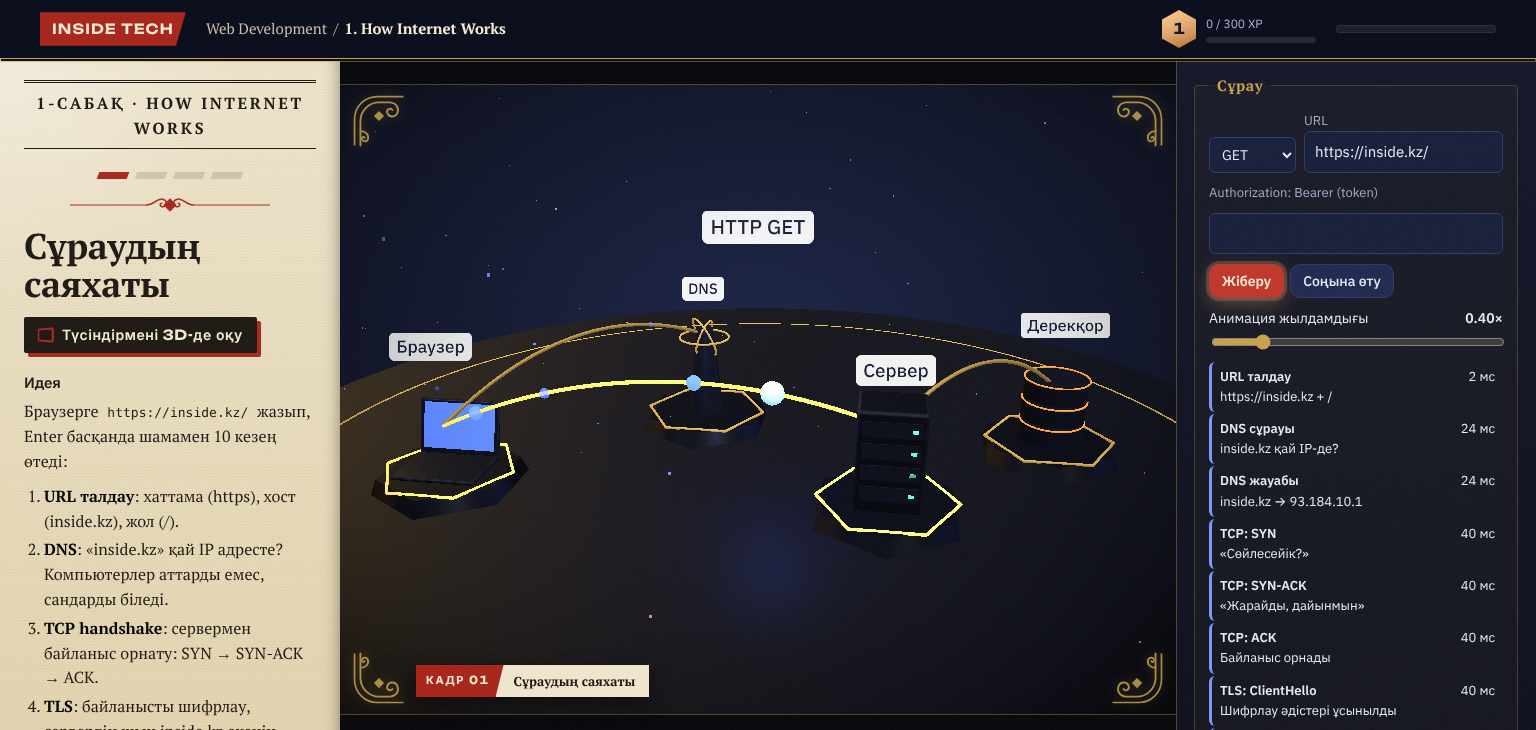 INSIDE TECH
Web Development / 1. How Internet Works
1
0 / 300 XP
1-САБАҚ · HOW INTERNET
WORKS
Сұраудың
саяхаты
Түсіндірмені 3D-де оқу
Идея
Браузерге https://inside.kz/ жазып,
Enter басқанда шамамен 10 кезең
өтеді:
1. URL талдау: хаттама (https), хост
(inside.kz), жол (/).
2. DNS: «inside.kz» қай IP адресте?
Компьютерлер аттарды емес,
сандарды біледі.
3. TCP handshake: сервермен
байланыс орнату: SYN → SYN-ACK
→ ACK.
4. TLS: байланысты шифрлау,
HTTP GET
DNS
Браузер
Дерекқор
Сервер
КАДР 01
Сұраудың саяхаты
Сұрау
URL
GET
https://inside.kz/
Authorization: Bearer (token)
Жіберу
Соңына өту
Анимация жылдамдығы 0.40×
URL талдау 2 мс
https://inside.kz + /
DNS сұрауы 24 мс
inside.kz қай IP-де?
DNS жауабы 24 мс
inside.kz → 93.184.10.1
TCP: SYN 40 мс
«Сөйлесейік?»
TCP: SYN-ACK 40 мс
«Жарайды, дайынмын»
TCP: ACK 40 мс
Байланыс орнады
TLS: ClientHello 40 мс
Шифрлау әдістері ұсынылды